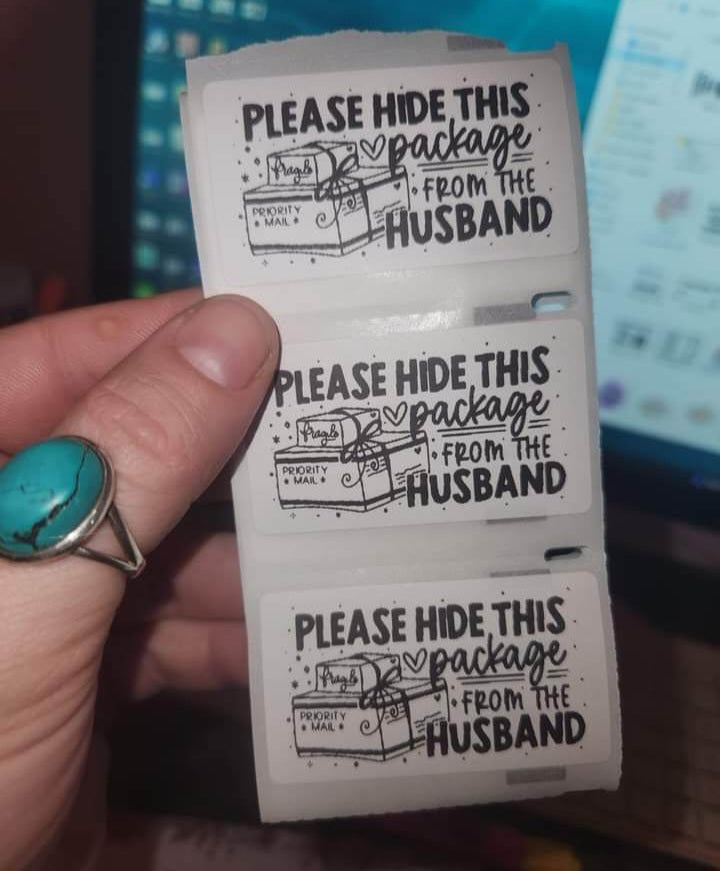 PLEASE HIDE THIS
package
fragile
FROM THE
PRIORITY
MAIL
HUSBAND
PLEASE HIDE THIS
package
fragile
FROM THE
PRIORITY
MAIL
HUSBAND
PLEASE HIDE THIS
package
fragile
FROM THE
PRIORITY
MAIL
HUSBAND